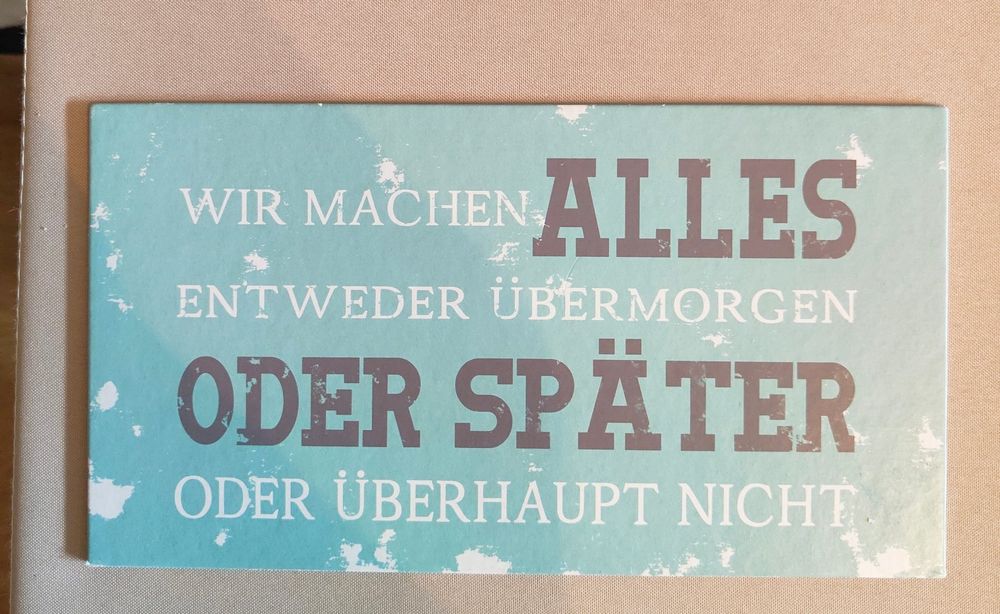 WIR MACHEN ALLES
ENTWEDER ÜBERMORGEN
ODER SPÄTER
ODER ÜBERHAUPT NICHT